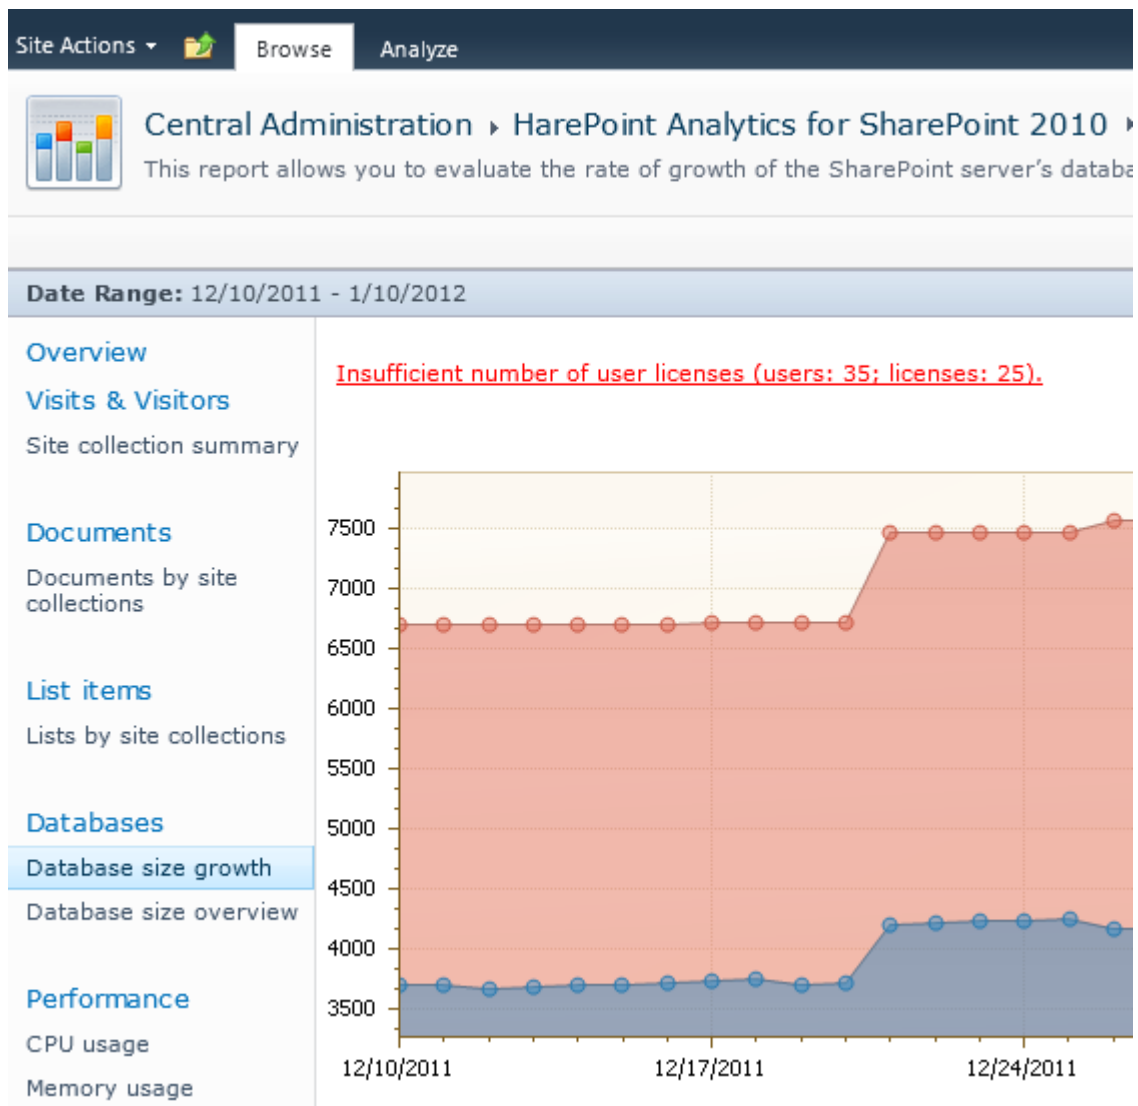 Site Actions
Browse
Analyze
Central Administration
HarePoint Analytics for SharePoint 2010
This report allows you to evaluate the rate of growth of the SharePoint server's databa
Date Range: 12/10/2011 - 1/10/2012
Overview
Visits & Visitors
Site collection summary
Documents
Documents by site
collections
List items
Lists by site collections
Databases
Database size growth
Database size overview
Performance
CPU usage
Memory usage
Insufficient number of user licenses (users: 35; licenses: 25).
7500
7000
6500
6000
5500
5000
4500
4000
3500
12/10/2011
12/17/2011
12/24/2011